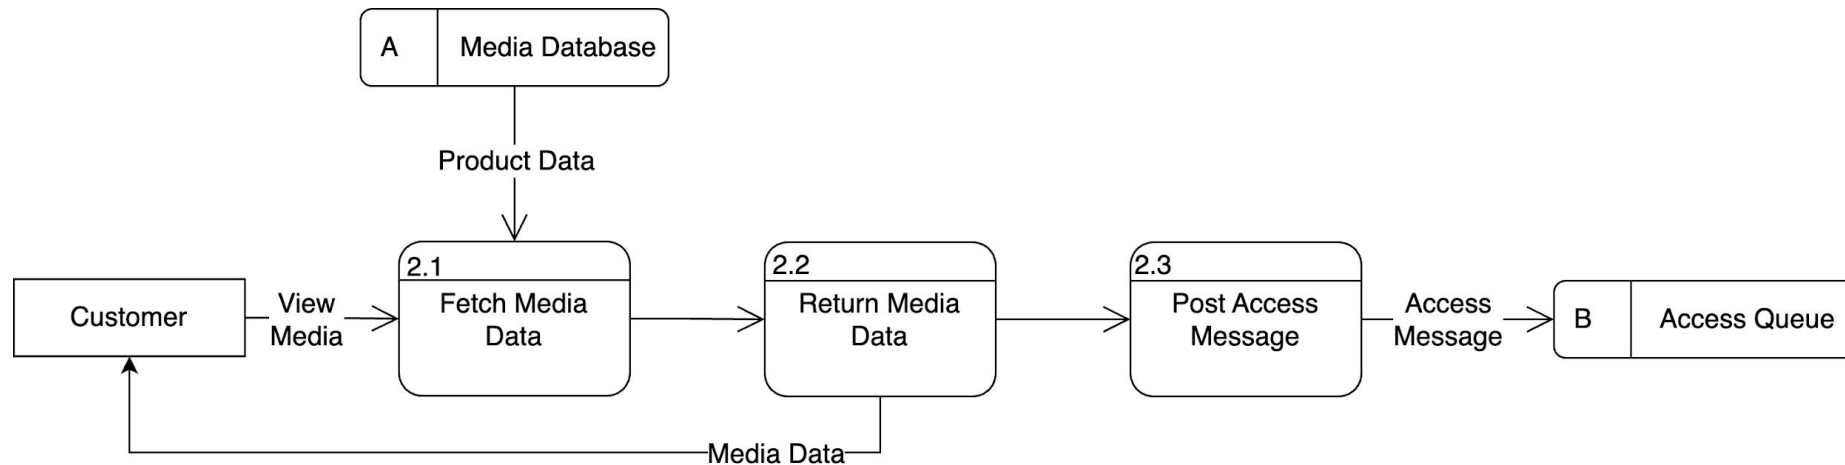 A
Media Database
Product Data
Customer
View
Media
2.1
Fetch Media
Data
2.2
Return Media
Data
2.3
Post Access
Message
Access
Message
B
Access Queue
Media Data